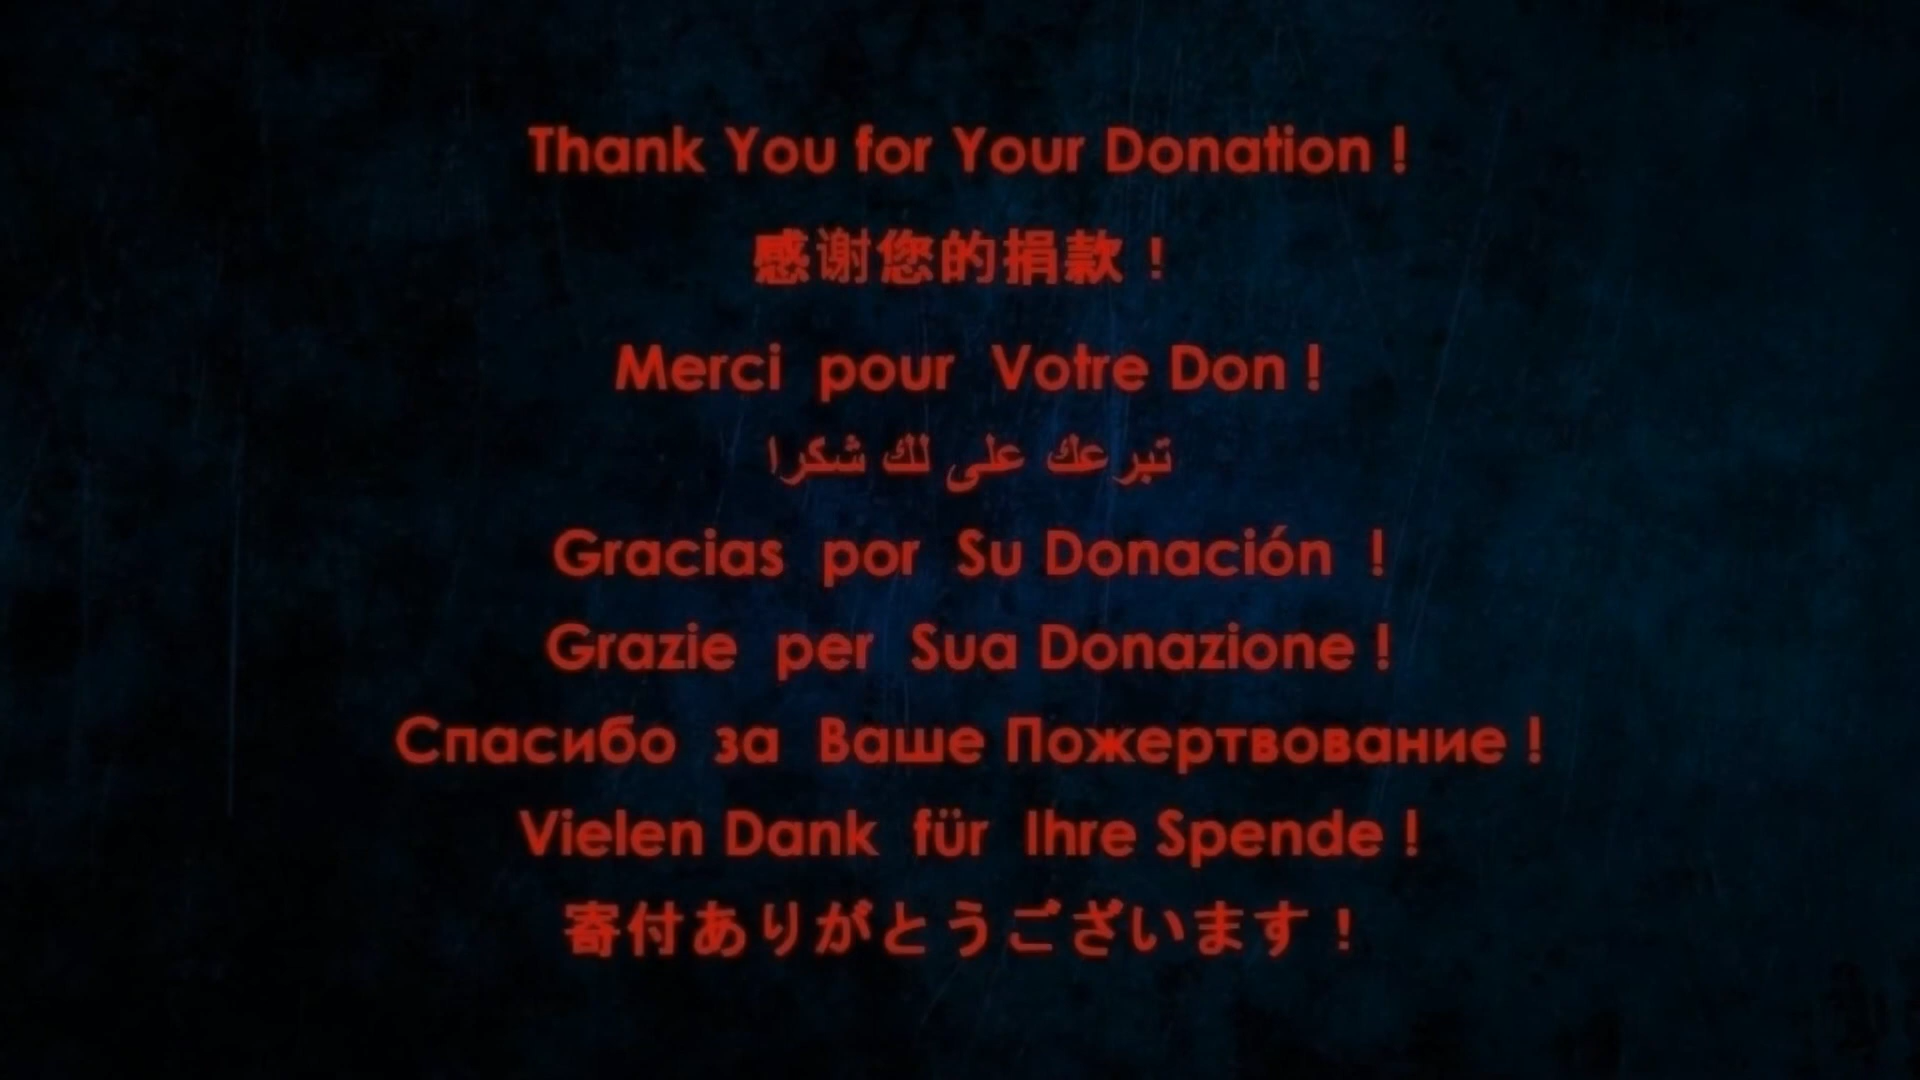 Thank You for Your Donation !
感谢您的捐款！
Merci pour Votre Don !
تبرعك على لك شكرا
Gracias por Su Donación !
Grazie per Sua Donazione !
Спасибо за Ваше Пожертвование !
Vielen Dank für Ihre Spende !
寄付ありがとうございます！